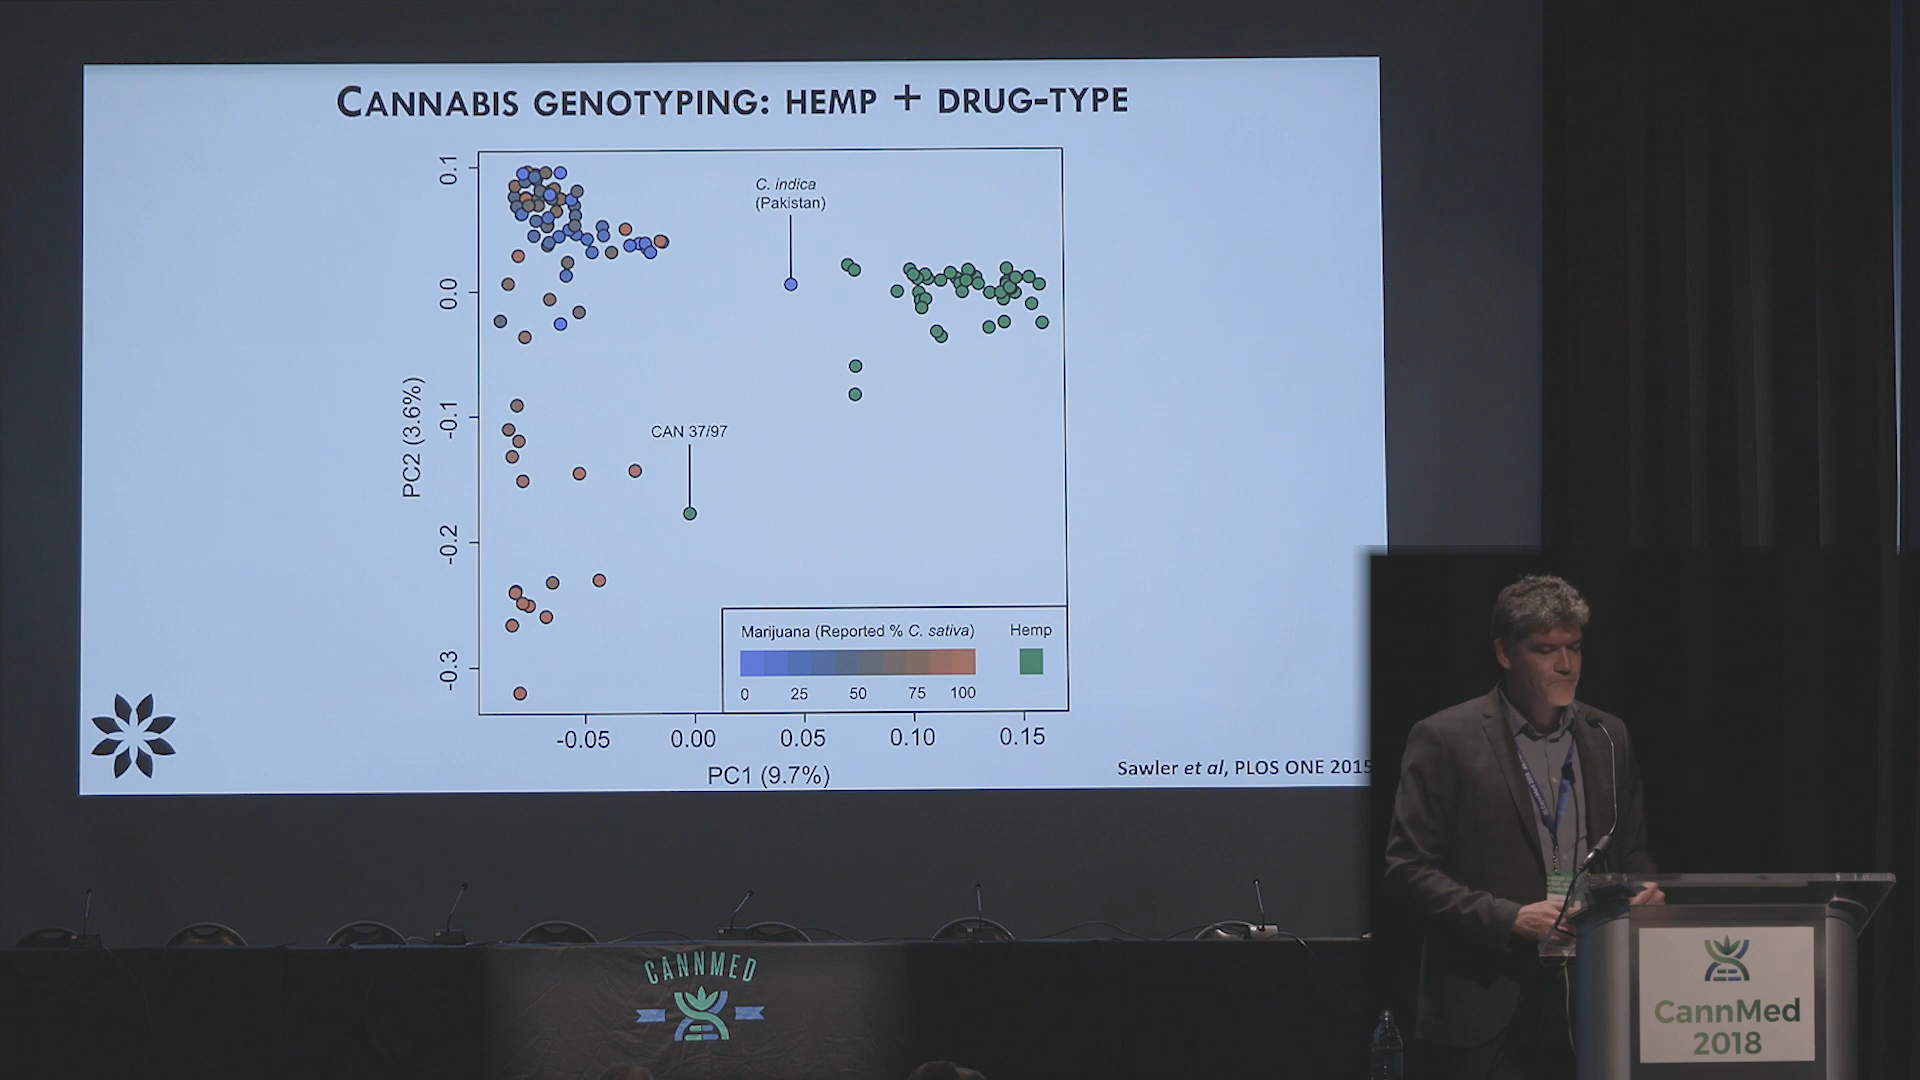 CANNABIS GENOTYPING: HEMP + DRUG-TYPE
0.1
0.0
-0.1
-0.2
-0.3
PC2 (3.6%)
C. indica
(Pakistan)
CAN 37/97
Marijuana (Reported % C. sativa)
Hemp
0 25 50 75 100
-0.05 0.00 0.05 0.10 0.15
PC1 (9.7%)
Sawler et al, PLOS ONE 2015
CANNMED
CannMed
2018